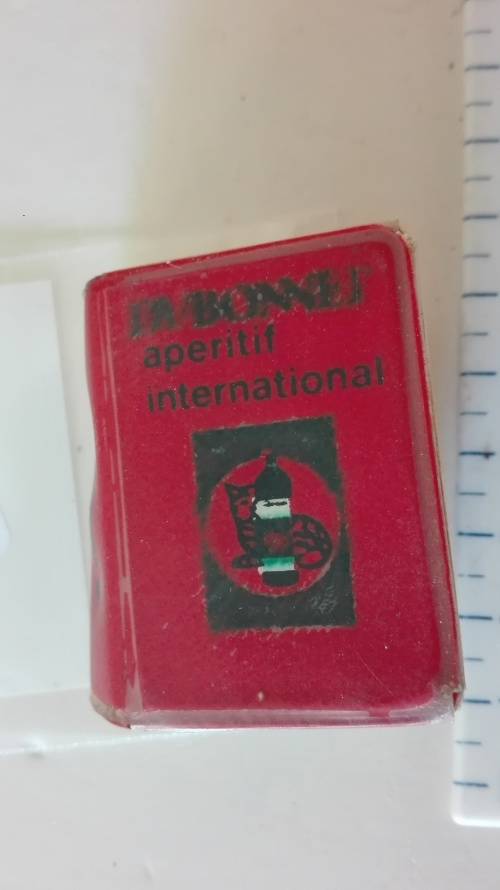 DUBONNET
aperitif
international